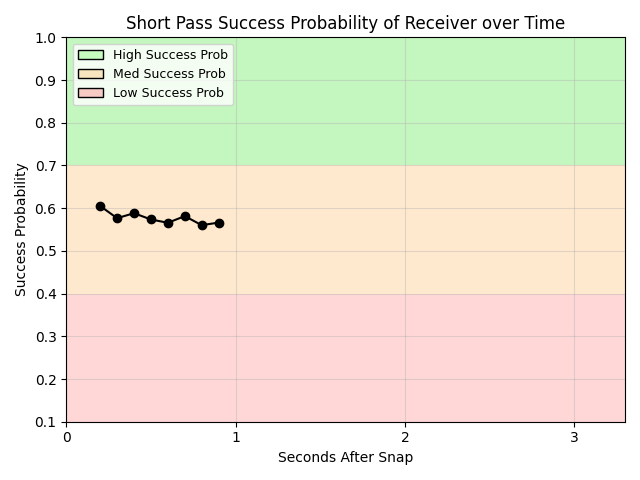 Short Pass Success Probability of Receiver over Time
High Success Prob
Med Success Prob
Low Success Prob
Success Probability
1.0
0.9
0.8
0.7
0.6
0.5
0.4
0.3
0.2
0.1
0 1 2 3
Seconds After Snap